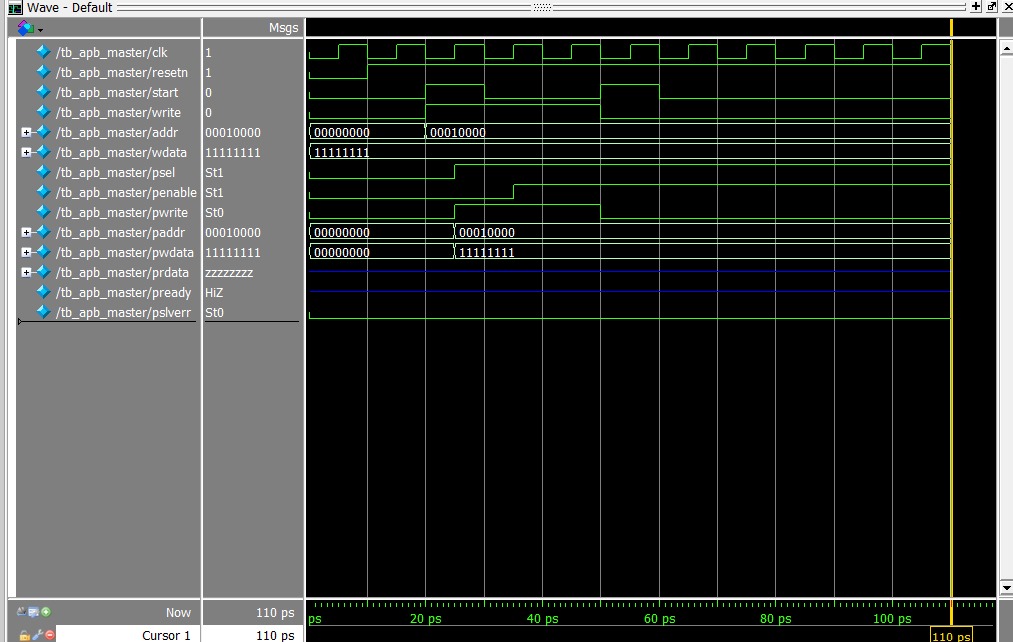 Wave - Default
Msgs
/tb_apb_master/clk 1
/tb_apb_master/resetn 1
/tb_apb_master/start 0
/tb_apb_master/write 0
/tb_apb_master/addr 00010000 00000000 00010000
/tb_apb_master/wdata 11111111 11111111
/tb_apb_master/psel St1
/tb_apb_master/penable St1
/tb_apb_master/pwrite St0
/tb_apb_master/paddr 00010000 00000000 00010000
/tb_apb_master/pwdata 11111111 00000000 11111111
/tb_apb_master/prdata zzzzzzzz
/tb_apb_master/pready HiZ
/tb_apb_master/pslverr St0
Now 110 ps ps 20 ps 40 ps 60 ps 80 ps 100 ps
Cursor 1 110 ps 110 ps